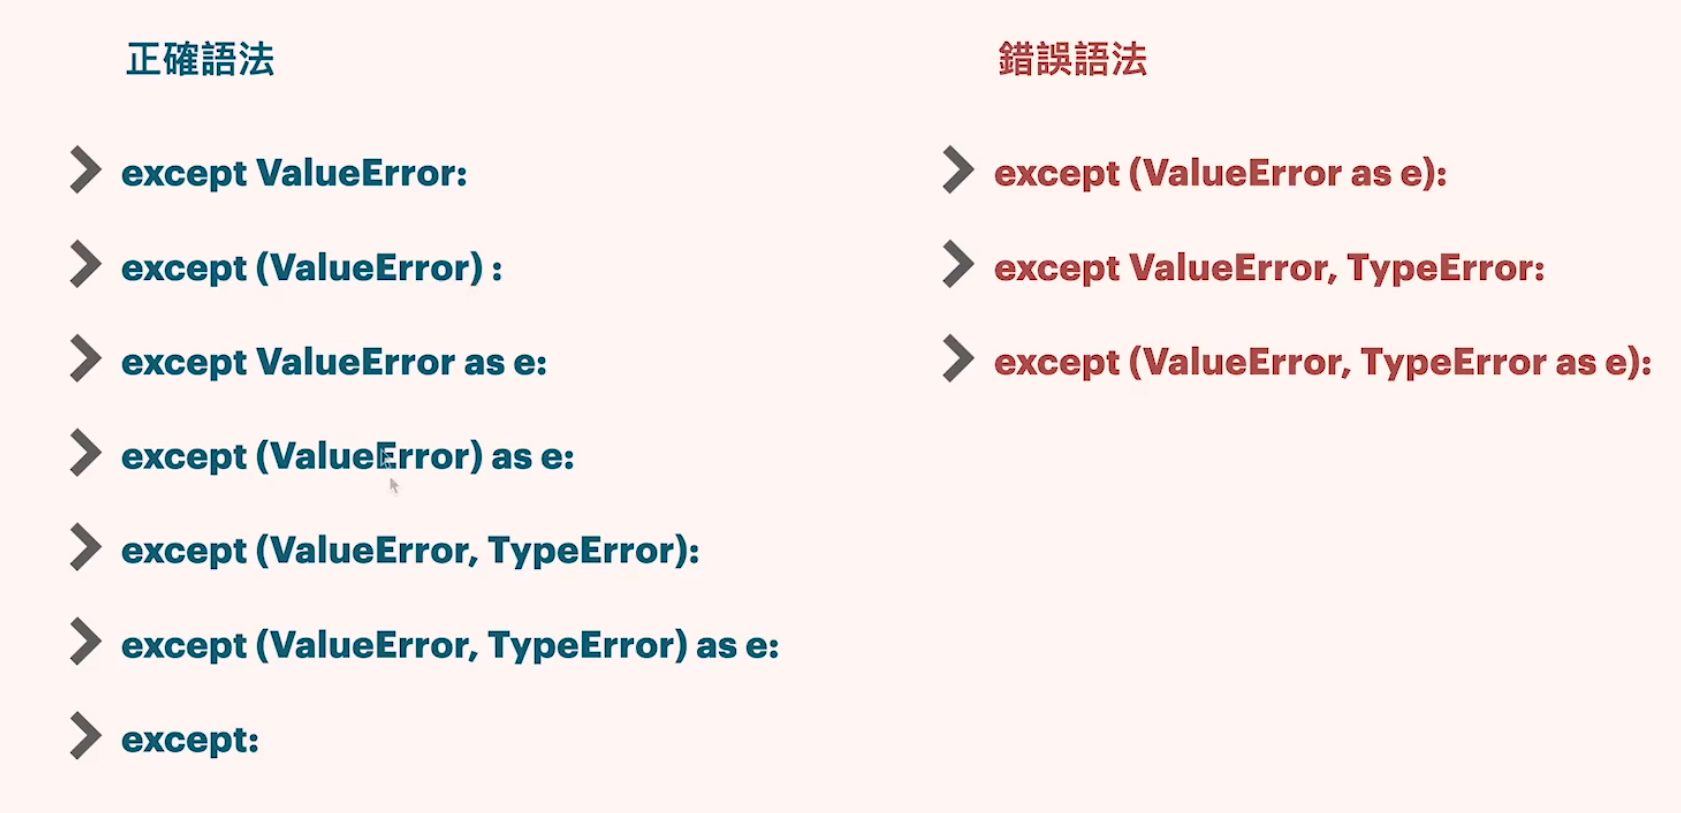 正確語法
except ValueError:
except (ValueError) :
except ValueError as e:
except (ValueError) as e:
except (ValueError, TypeError):
except (ValueError, TypeError) as e:
except:
錯誤語法
except (ValueError as e):
except ValueError, TypeError:
except (ValueError, TypeError as e):